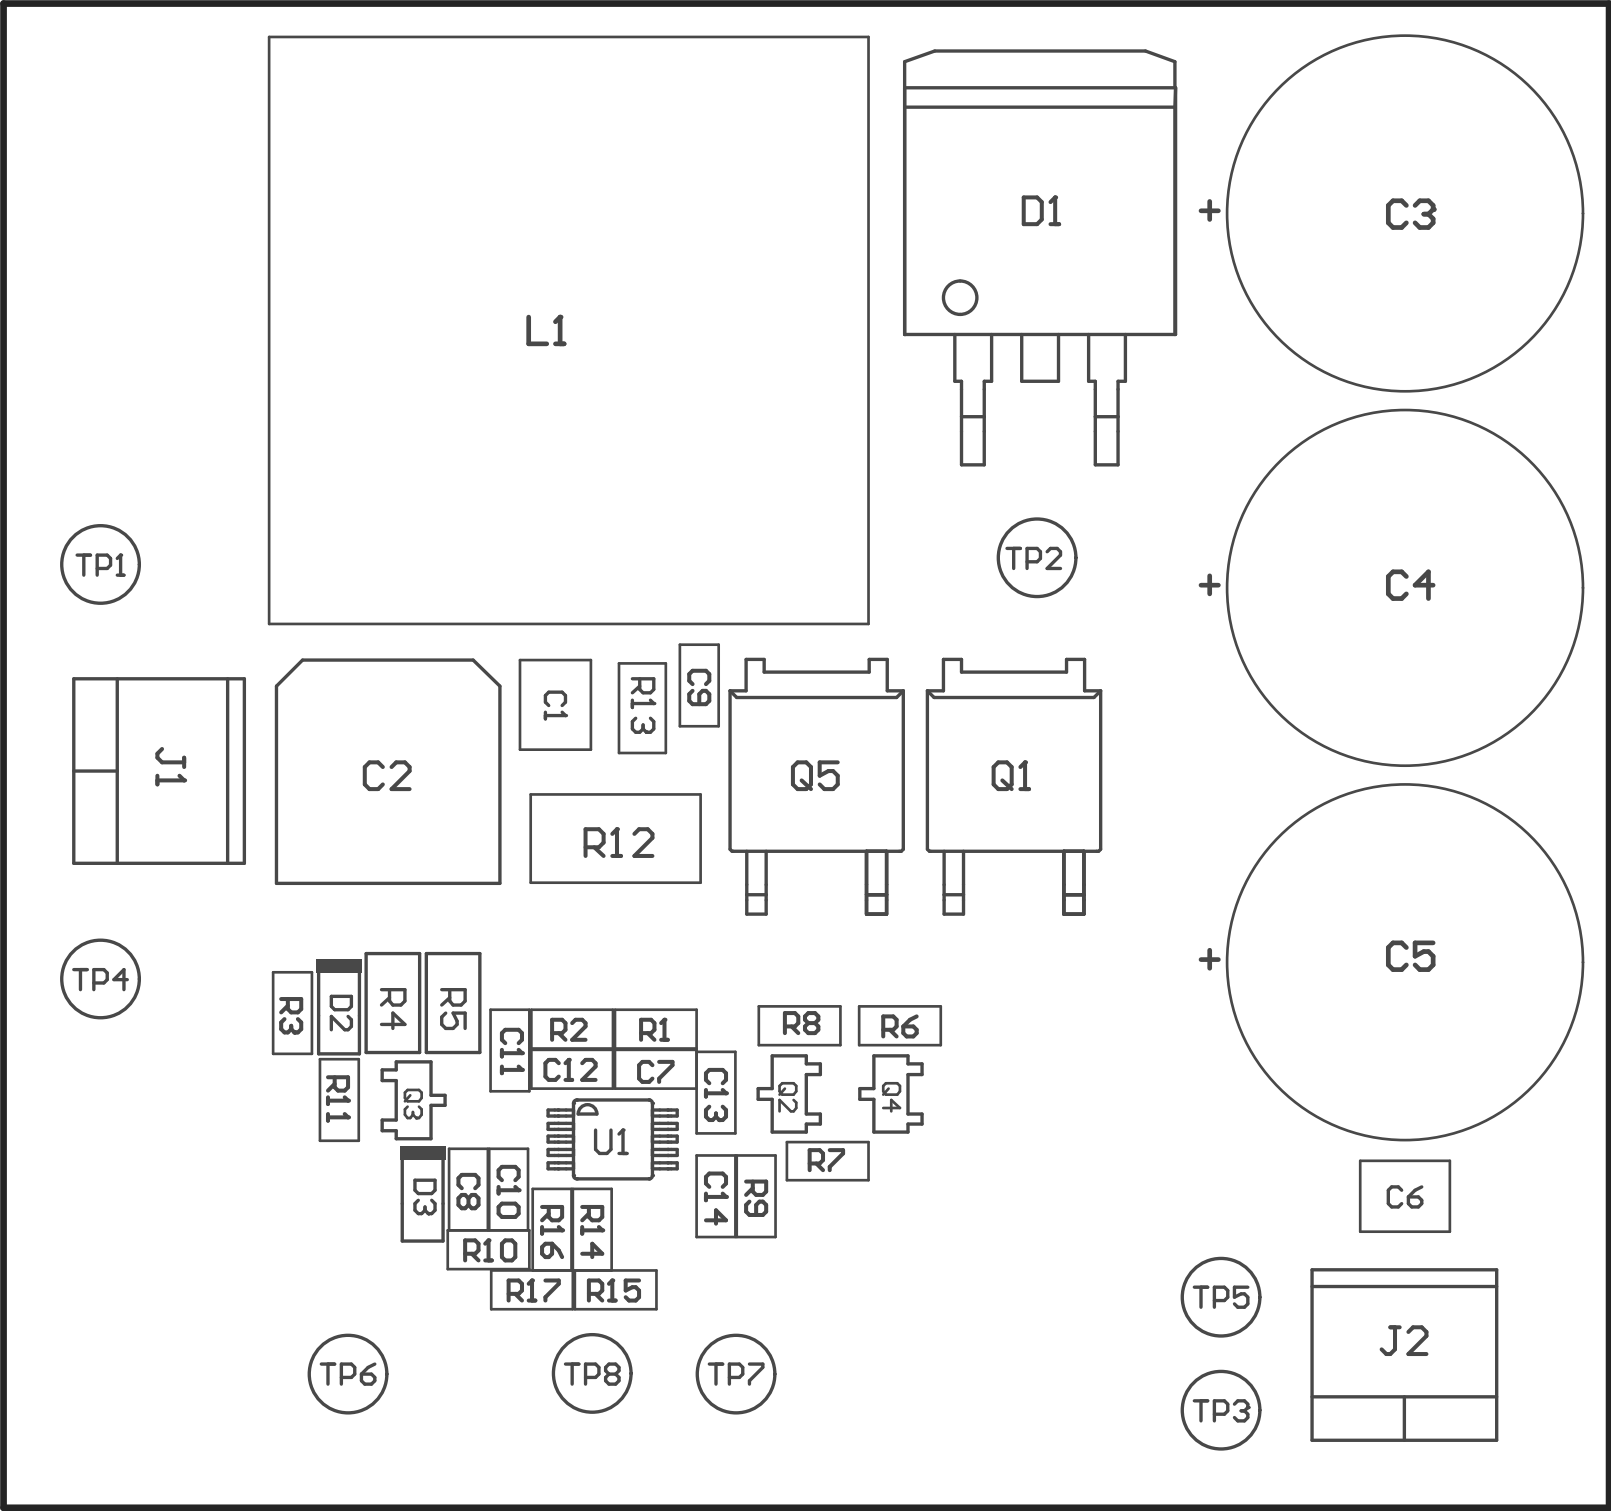 L1
D1
+
C3
TP1
TP2
+
C4
J1
C2
C1
R13
C9
R12
Q5
Q1
+
C5
TP4
R3
D2
R4
R5
C11
R2
R1
C12
C7
C13
R8
R6
R11
Q3
Q2
Q4
U1
R7
D3
C8
C10
R16
R14
C14
R9
R10
C6
R17
R15
TP5
J2
TP6
TP8
TP7
TP3